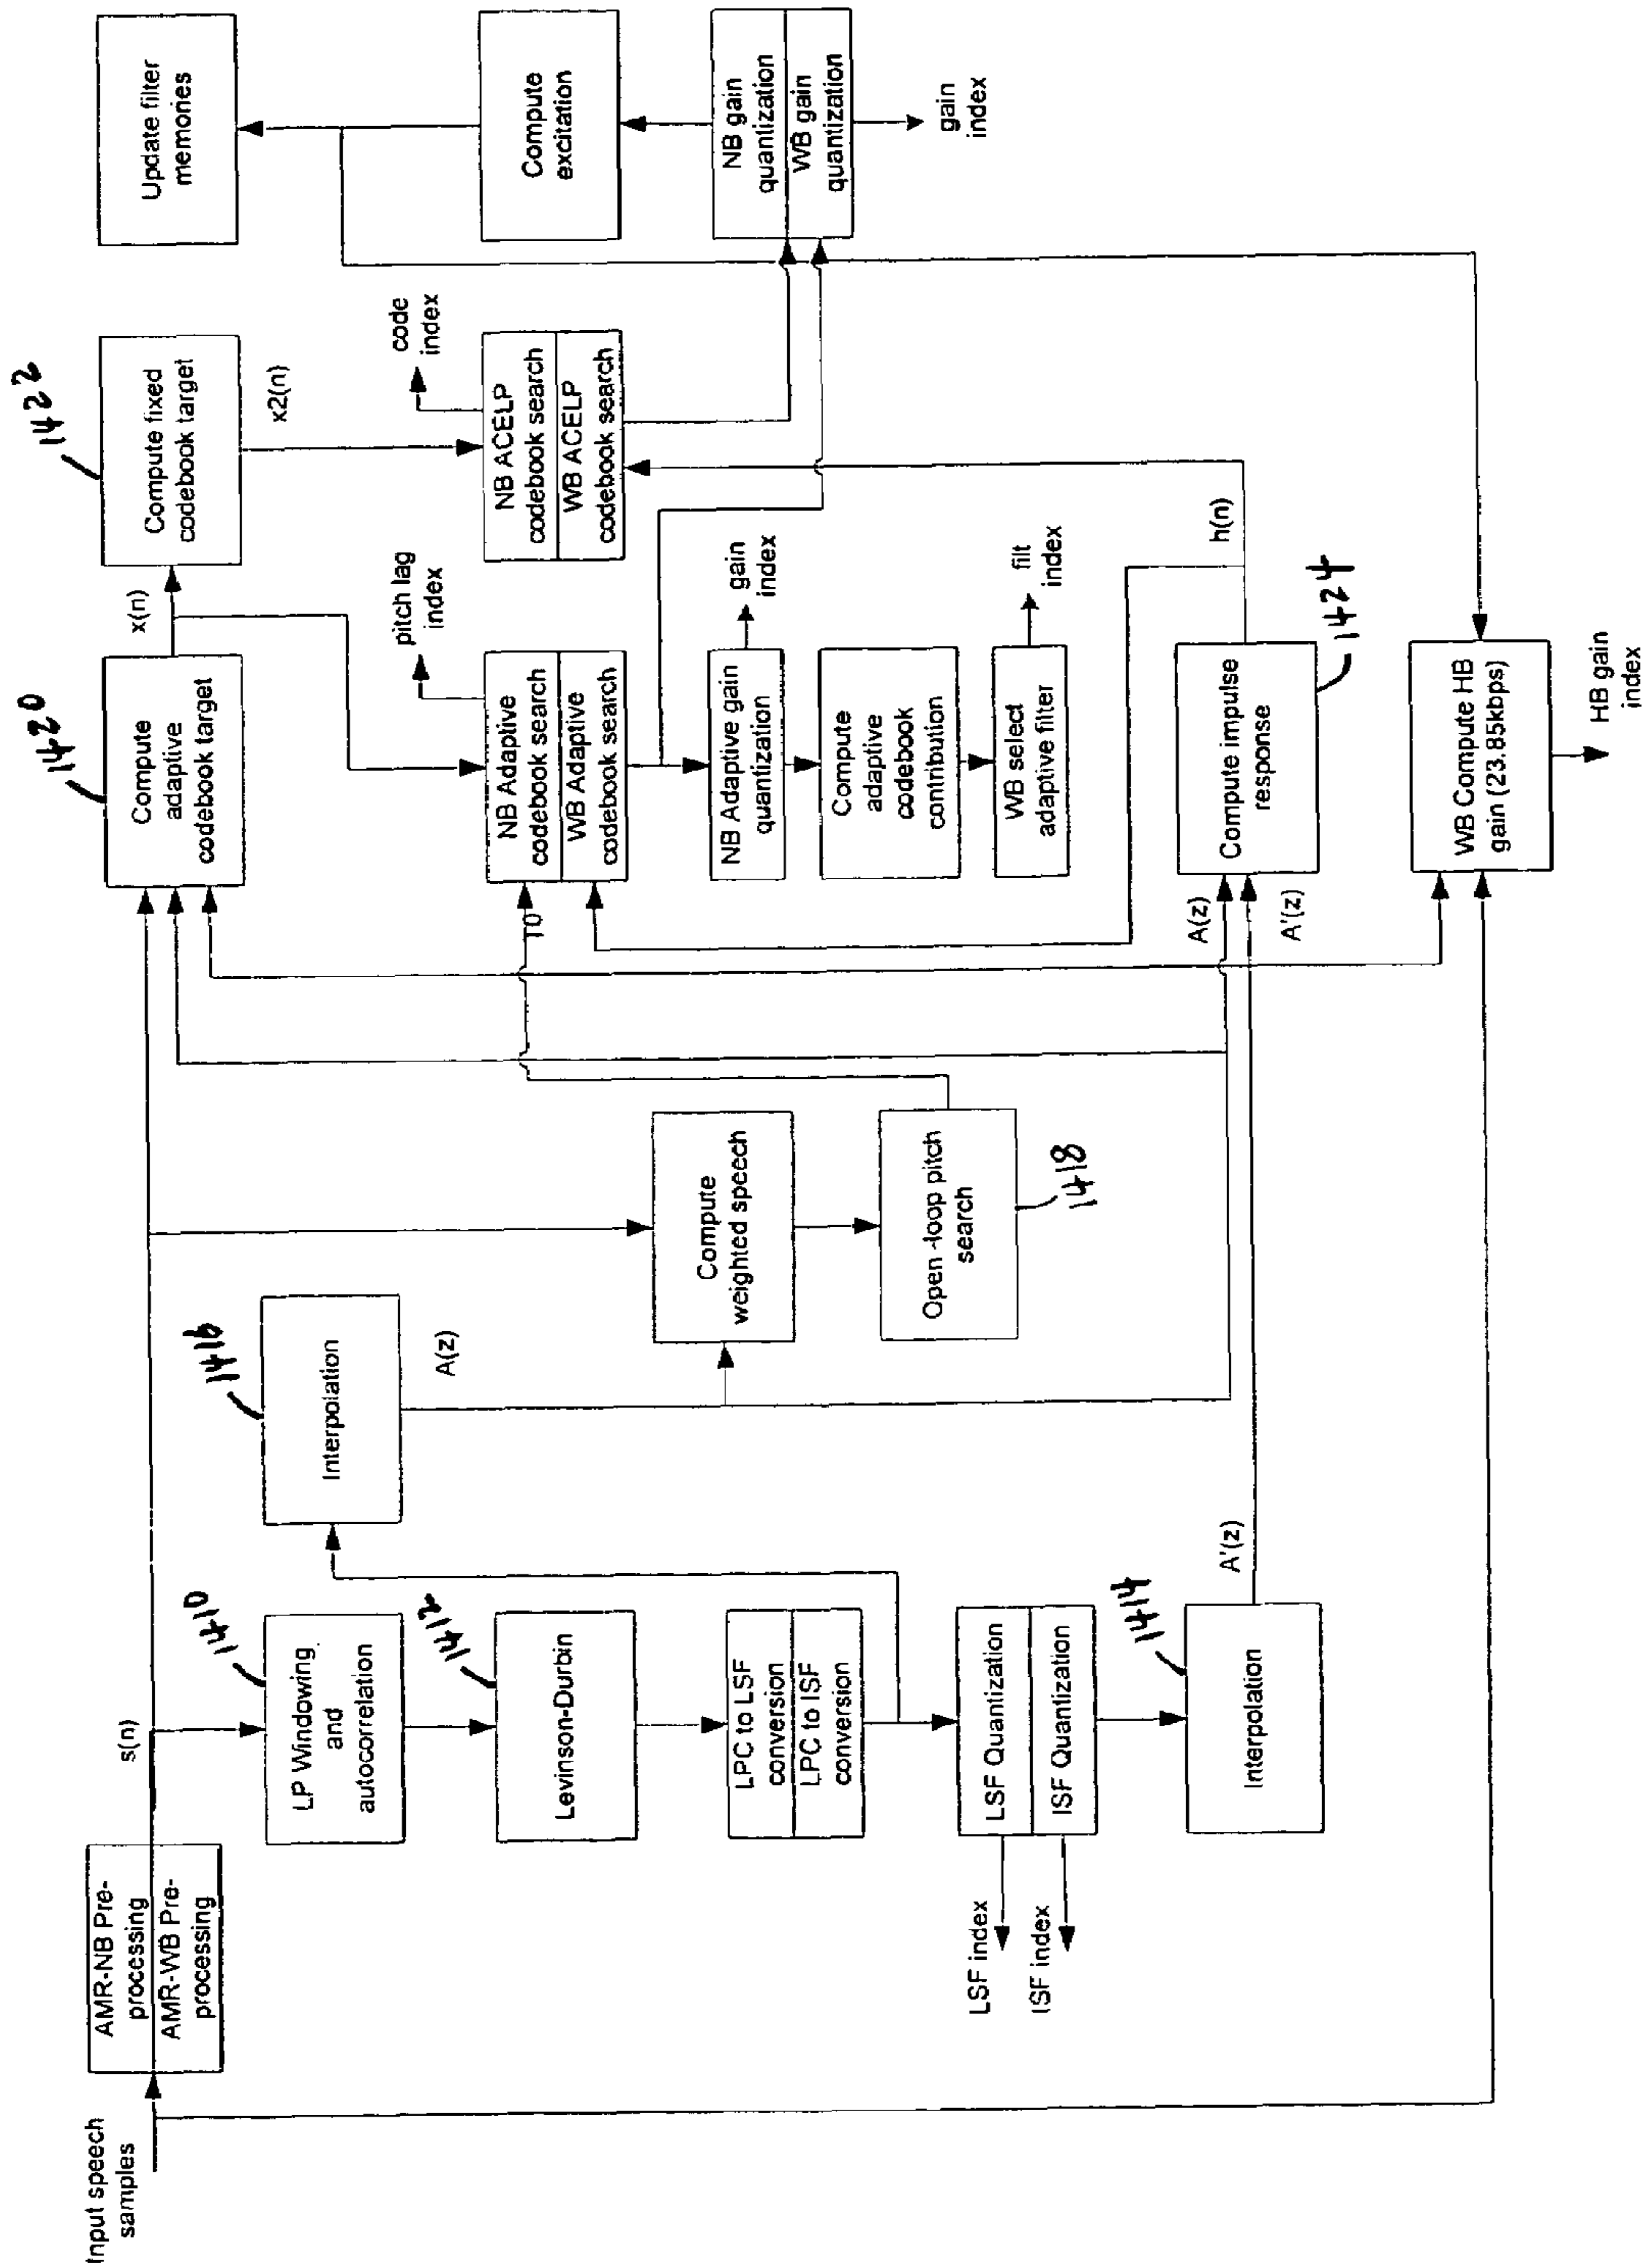 Input speech
samples
AMR-NB Pre-
processing
AMR-WB Pre-
processing
s(n)
1410
LP Windowing
and
autocorrelation
1412
Levinson-Durbin
LPC to LSF
conversion
LPC to ISF
conversion
LSF Quantization
ISF Quantization
LSF index
ISF index
1414
Interpolation
A'(z)
1416
Interpolation
A(z)
Compute
weighted speech
Open -loop pitch
search
1418
T0
1420
Compute
adaptive
codebook target
x(n)
1422
Compute fixed
codebook target
x2(n)
pitch lag
index
NB Adaptive
codebook search
WB Adaptive
codebook search
NB Adaptive gain
quantization
gain
index
Compute
adaptive
codebook
contribution
WB select
adaptive filter
filt
index
A(z)
A'(z)
Compute impulse
response
1424
h(n)
code
index
NB ACELP
codebook search
WB ACELP
codebook search
WB Compute HB
gain (23.85kbps)
HB gain
index
Update filter
memories
Compute
excitation
NB gain
quantization
WB gain
quantization
gain
index